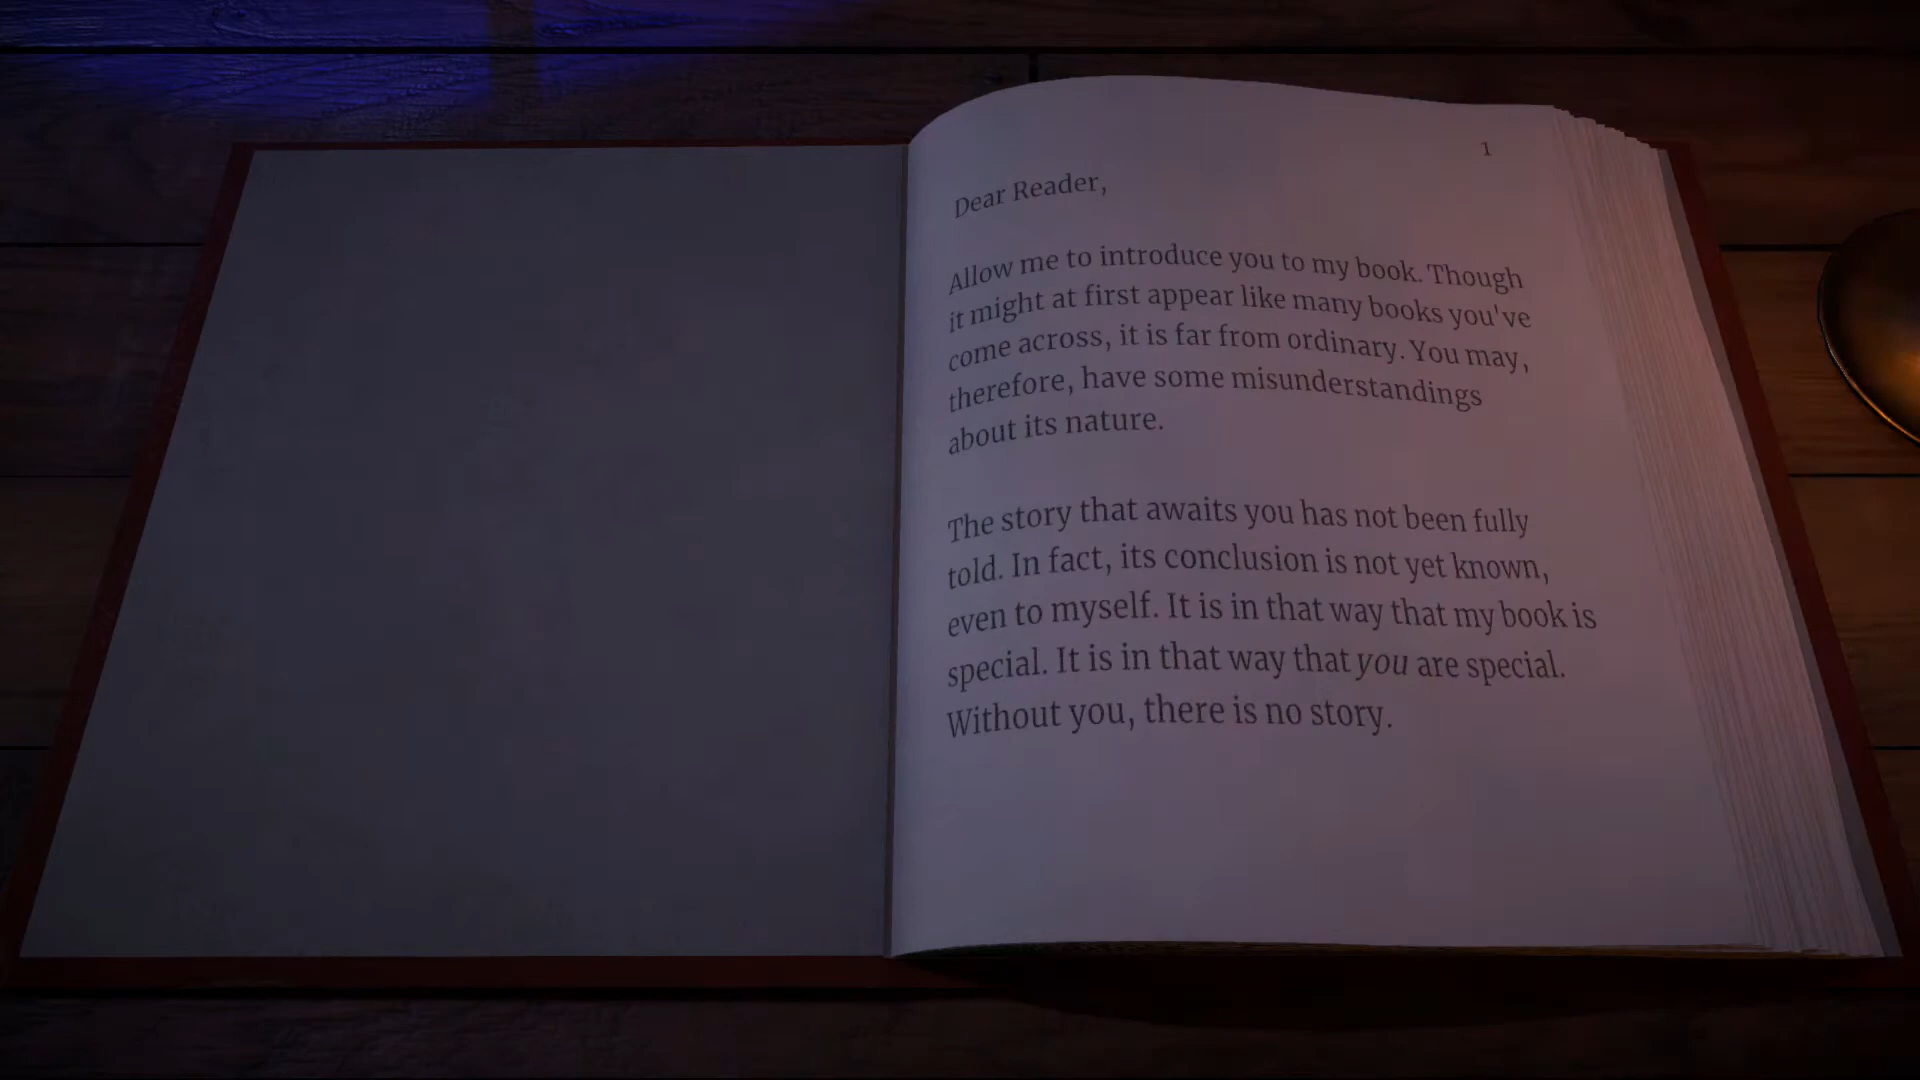 1
Dear Reader,
Allow me to introduce you to my book. Though
it might at first appear like many books you've
come across, it is far from ordinary. You may,
therefore, have some misunderstandings
about its nature.
The story that awaits you has not been fully
told. In fact, its conclusion is not yet known,
even to myself. It is in that way that my book is
special. It is in that way that you are special.
Without you, there is no story.